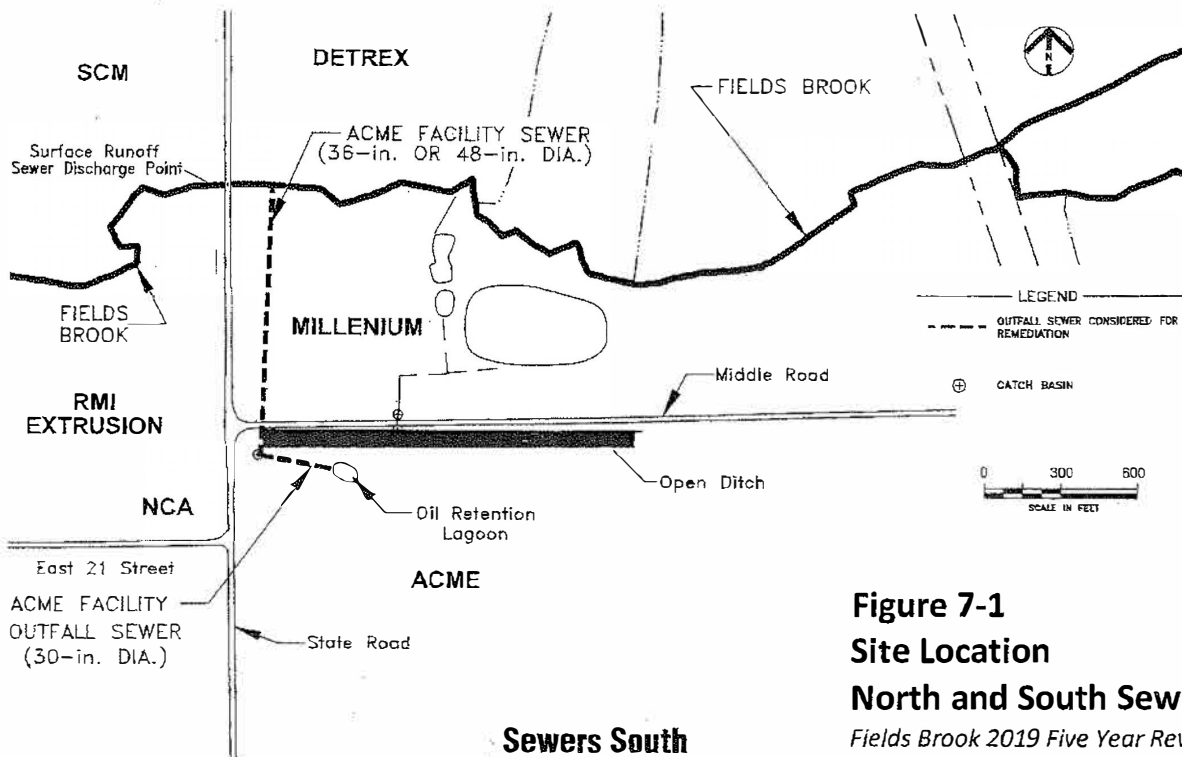 SCM
DETREX
N
FIELDS BROOK
ACME FACILITY SEWER
(36-in. OR 48-in. DIA.)
Surface Runoff
Sewer Discharge Point
FIELDS
BROOK
MILLENIUM
LEGEND
OUTFALL SEWER CONSIDERED FOR
REMEDIATION
CATCH BASIN
Middle Road
RMI
EXTRUSION
Open Ditch
0 300 600
SCALE IN FEET
NCA
Oil Retention
Lagoon
East 21 Street
ACME
ACME FACILITY
OUTFALL SEWER
(30-in. DIA.)
State Road
Figure 7-1
Site Location
North and South Sew
Fields Brook 2019 Five Year Rev
Sewers South